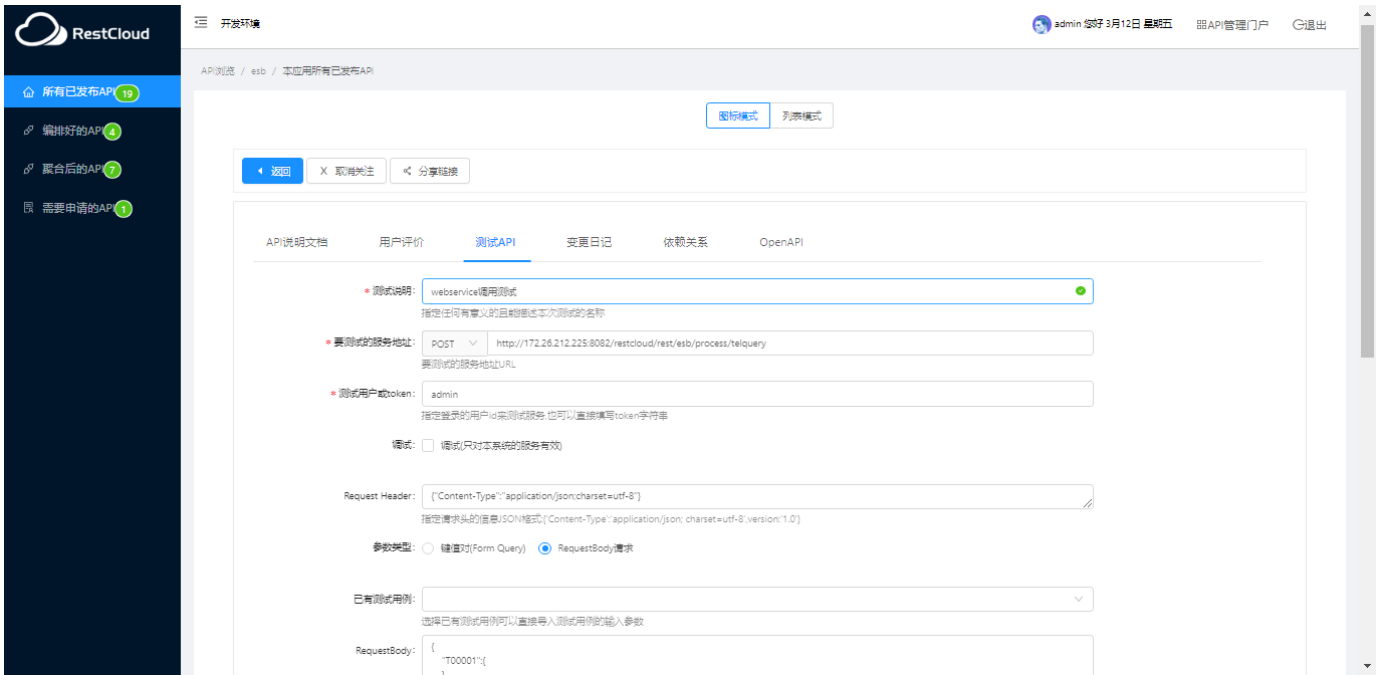 RestCloud
开发环境
admin 您好 3月12日 星期五
API管理门户
退出
所有已发布API 19
编排好的API 4
聚合后的API 7
需要申请的API 1
API浏览 / esb / 本应用所有已发布API
图标模式
列表模式
返回
X 取消关注
分享链接
API说明文档
用户评价
测试API
变更日记
依赖关系
OpenAPI
* 测试说明:
webservice调用测试
指定任何有意义的且能描述本次测试的名称
* 要测试的服务地址:
POST
http://172.26.212.225:8082/restcloud/rest/esb/process/telquery
要测试的服务地址URL
* 测试用户或token:
admin
指定登录的用户id来测试服务,也可以直接填写token字符串
调试:
调试(只对本系统的服务有效)
Request Header:
{"Content-Type":"application/json;charset=utf-8"}
指定请求头的信息JSON格式:{'Content-Type':'application/json; charset=utf-8',version:'1.0'}
参数类型:
键值对(Form Query)
RequestBody请求
已有测试用例:
选择已有测试用例可以直接导入测试用例的输入参数
RequestBody:
{
"T00001":{